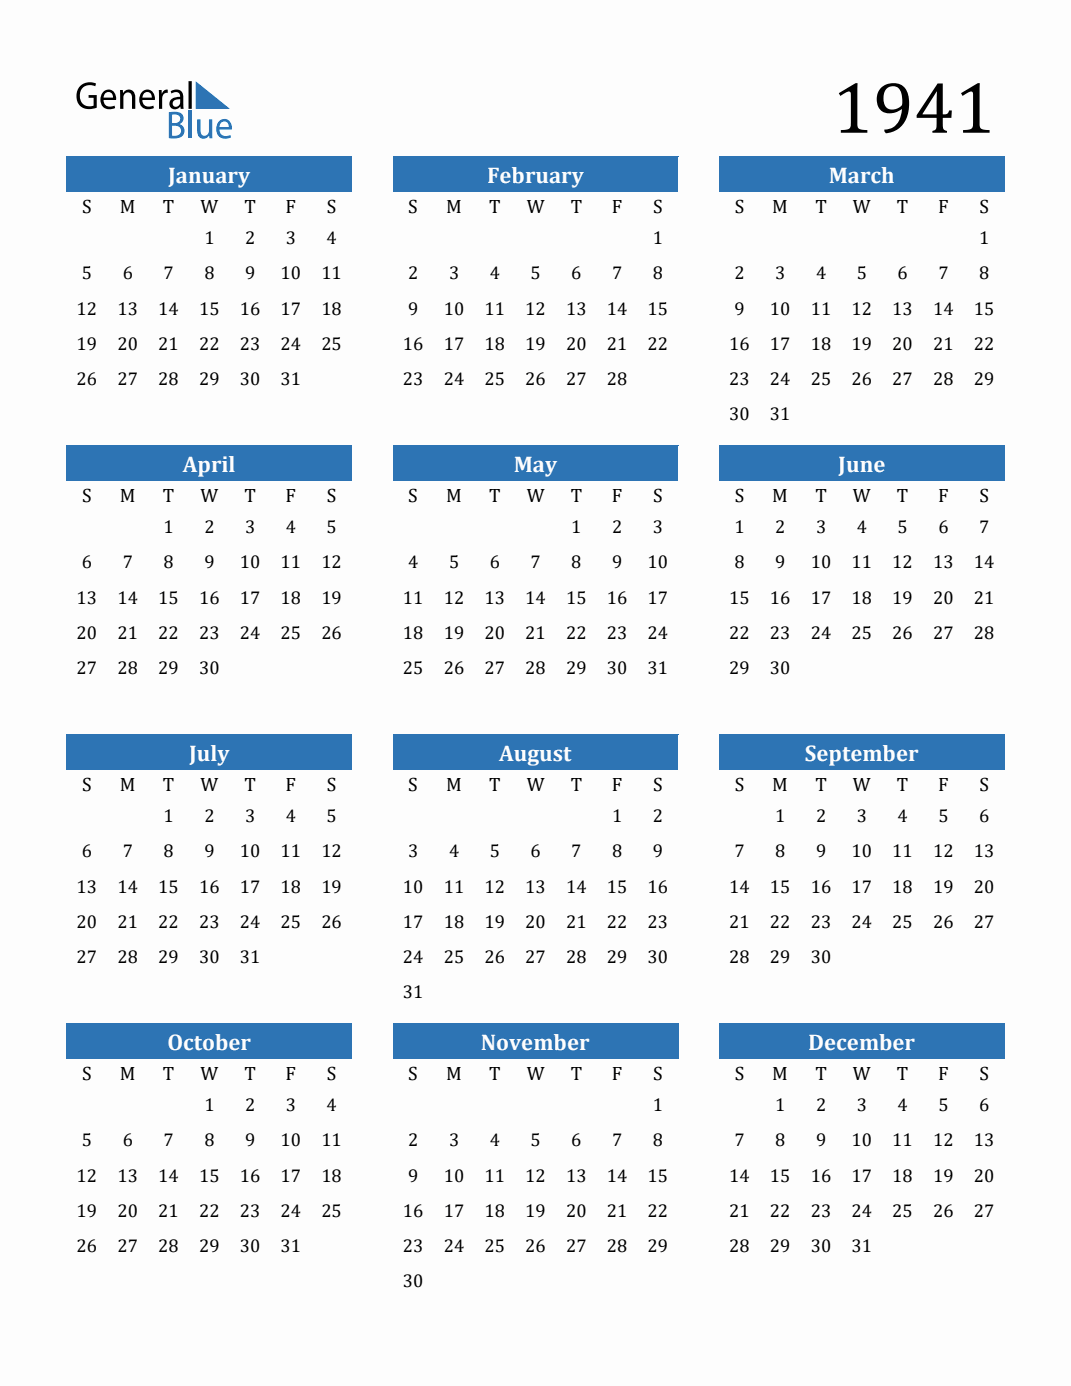 General
Blue
1941
January February March
S M T W T F S S M T W T F S S M T W T F S
1 2 3 4 1 1
5 6 7 8 9 10 11 2 3 4 5 6 7 8 2 3 4 5 6 7 8
12 13 14 15 16 17 18 9 10 11 12 13 14 15 9 10 11 12 13 14 15
19 20 21 22 23 24 25 16 17 18 19 20 21 22 16 17 18 19 20 21 22
26 27 28 29 30 31 23 24 25 26 27 28 23 24 25 26 27 28 29
30 31
April May June
S M T W T F S S M T W T F S S M T W T F S
1 2 3 4 5 1 2 3 1 2 3 4 5 6 7
6 7 8 9 10 11 12 4 5 6 7 8 9 10 8 9 10 11 12 13 14
13 14 15 16 17 18 19 11 12 13 14 15 16 17 15 16 17 18 19 20 21
20 21 22 23 24 25 26 18 19 20 21 22 23 24 22 23 24 25 26 27 28
27 28 29 30 25 26 27 28 29 30 31 29 30
July August September
S M T W T F S S M T W T F S S M T W T F S
1 2 3 4 5 1 2 1 2 3 4 5 6
6 7 8 9 10 11 12 3 4 5 6 7 8 9 7 8 9 10 11 12 13
13 14 15 16 17 18 19 10 11 12 13 14 15 16 14 15 16 17 18 19 20
20 21 22 23 24 25 26 17 18 19 20 21 22 23 21 22 23 24 25 26 27
27 28 29 30 31 24 25 26 27 28 29 30 28 29 30
31
October November December
S M T W T F S S M T W T F S S M T W T F S
1 2 3 4 1 1 2 3 4 5 6
5 6 7 8 9 10 11 2 3 4 5 6 7 8 7 8 9 10 11 12 13
12 13 14 15 16 17 18 9 10 11 12 13 14 15 14 15 16 17 18 19 20
19 20 21 22 23 24 25 16 17 18 19 20 21 22 21 22 23 24 25 26 27
26 27 28 29 30 31 23 24 25 26 27 28 29 28 29 30 31
30